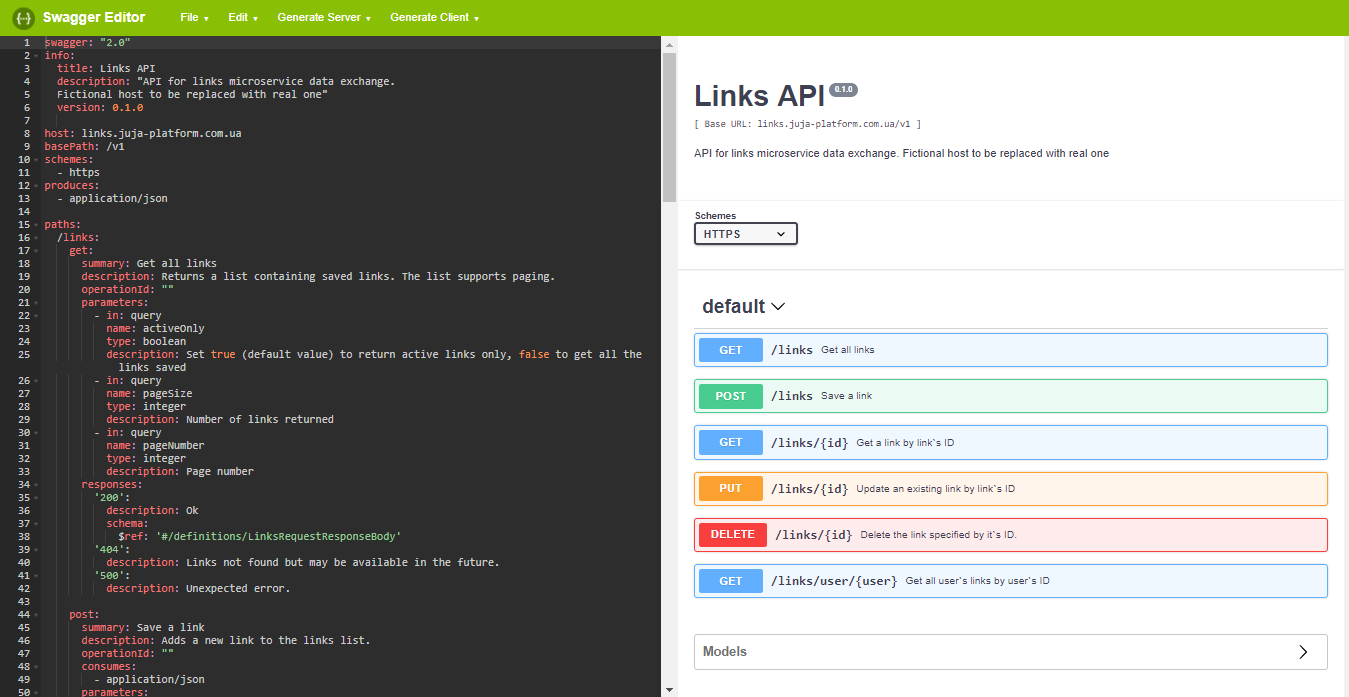 Swagger Editor File Edit Generate Server Generate Client
1 swagger: "2.0"
2 info:
3 title: Links API
4 description: "API for links microservice data exchange.
5 Fictional host to be replaced with real one"
6 version: 0.1.0
7
8 host: links.juja-platform.com.ua
9 basePath: /v1
10 schemes:
11 - https
12 produces:
13 - application/json
14
15 paths:
16 /links:
17 get:
18 summary: Get all links
19 description: Returns a list containing saved links. The list supports paging.
20 operationId: ""
21 parameters:
22 - in: query
23 name: activeOnly
24 type: boolean
25 description: Set true (default value) to return active links only, false to get all the
links saved
26 - in: query
27 name: pageSize
28 type: integer
29 description: Number of links returned
30 - in: query
31 name: pageNumber
32 type: integer
33 description: Page number
34 responses:
35 '200':
36 description: Ok
37 schema:
38 $ref: '#/definitions/LinksRequestResponseBody'
39 '404':
40 description: Links not found but may be available in the future.
41 '500':
42 description: Unexpected error.
43
44 post:
45 summary: Save a link
46 description: Adds a new link to the links list.
47 operationId: ""
48 consumes:
49 - application/json
50 parameters:
Links API 0.1.0
[ Base URL: links.juja-platform.com.ua/v1 ]
API for links microservice data exchange. Fictional host to be replaced with real one
Schemes
HTTPS
default
GET /links Get all links
POST /links Save a link
GET /links/{id} Get a link by link`s ID
PUT /links/{id} Update an existing link by link`s ID
DELETE /links/{id} Delete the link specified by it`s ID.
GET /links/user/{user} Get all user`s links by user`s ID
Models